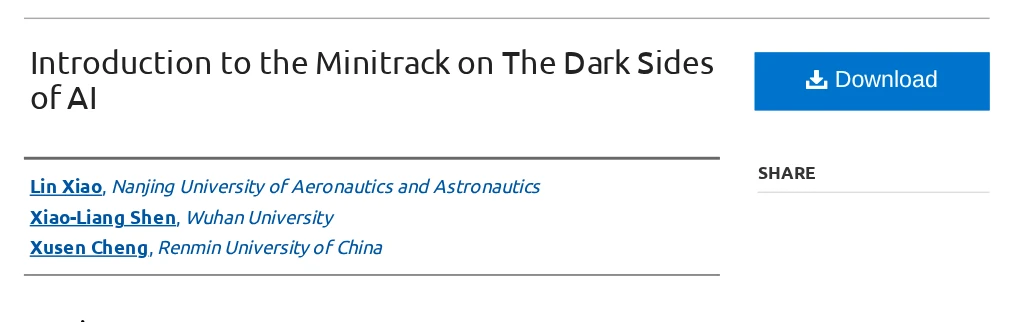 Introduction to the Minitrack on The Dark Sides
of AI
Download
SHARE
Lin Xiao, Nanjing University of Aeronautics and Astronautics
Xiao-Liang Shen, Wuhan University
Xusen Cheng, Renmin University of China